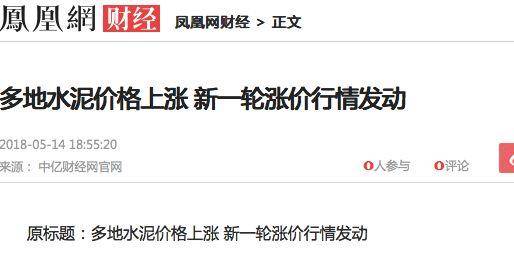 鳳凰網 财经 凤凰网财经 > 正文
多地水泥价格上涨 新一轮涨价行情发动
2018-05-14 18:55:20
来源： 中亿财经网官网 0人参与 0评论
原标题：多地水泥价格上涨 新一轮涨价行情发动